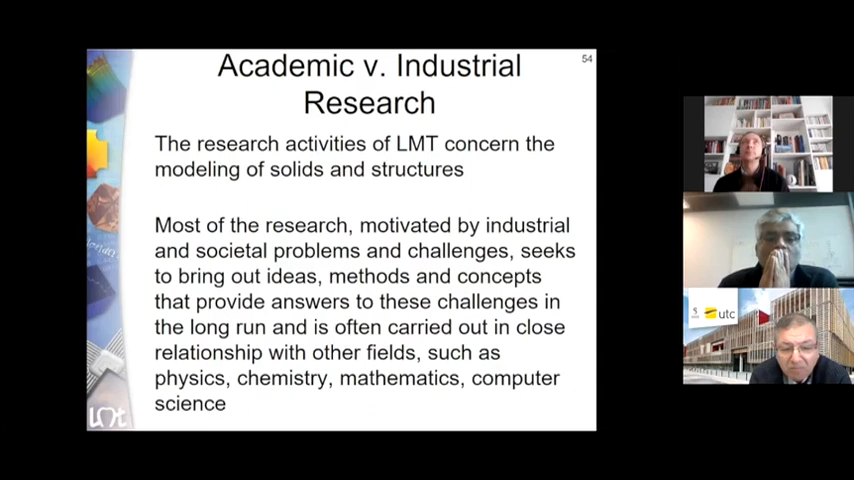 Academic v. Industrial
Research
54
The research activities of LMT concern the
modeling of solids and structures
Most of the research, motivated by industrial
and societal problems and challenges, seeks
to bring out ideas, methods and concepts
that provide answers to these challenges in
the long run and is often carried out in close
relationship with other fields, such as
physics, chemistry, mathematics, computer
science
utc